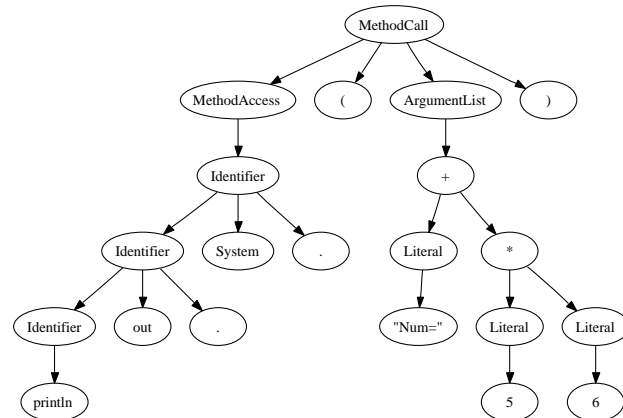 MethodCall
MethodAccess ( ArgumentList )
Identifier +
Identifier System . Literal *
Identifier out . "Num=" Literal Literal
println 5 6